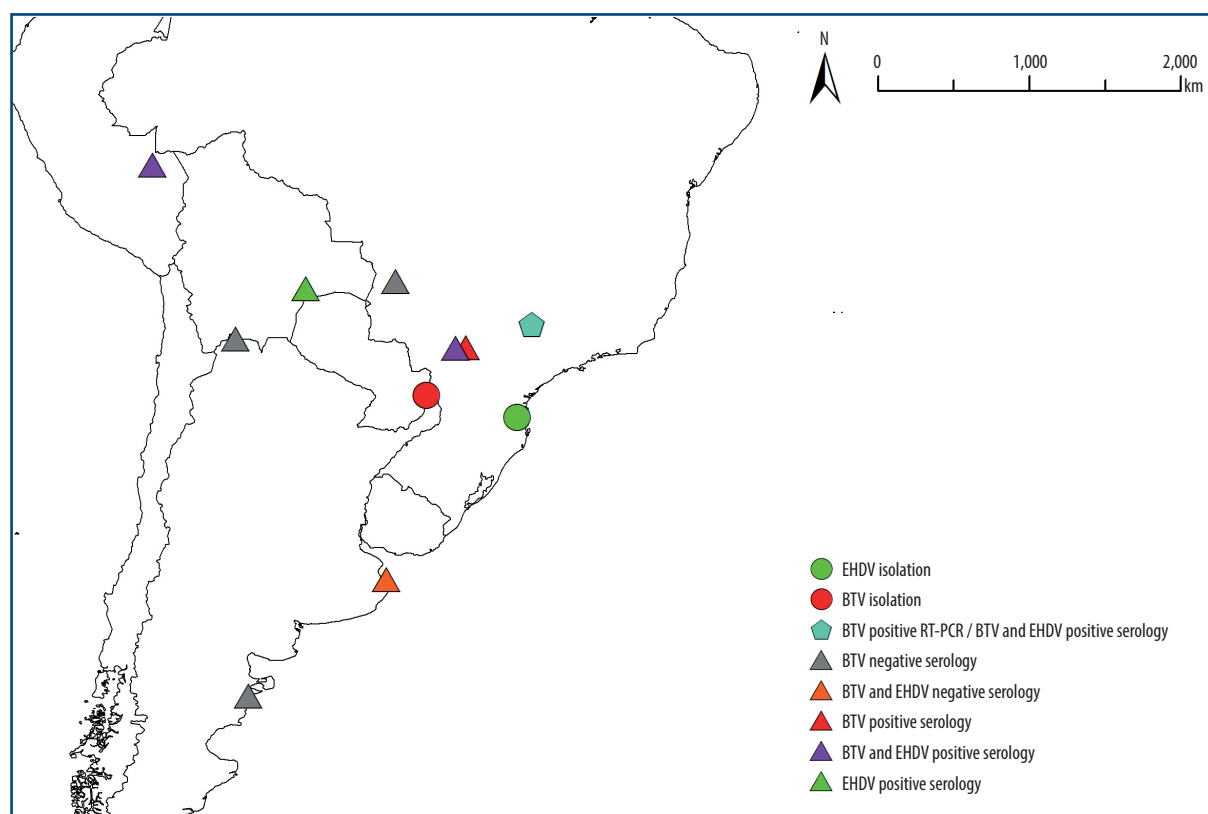 N
0 1,000 2,000
km
EHDV isolation
BTV isolation
BTV positive RT-PCR / BTV and EHDV positive serology
BTV negative serology
BTV and EHDV negative serology
BTV positive serology
BTV and EHDV positive serology
EHDV positive serology